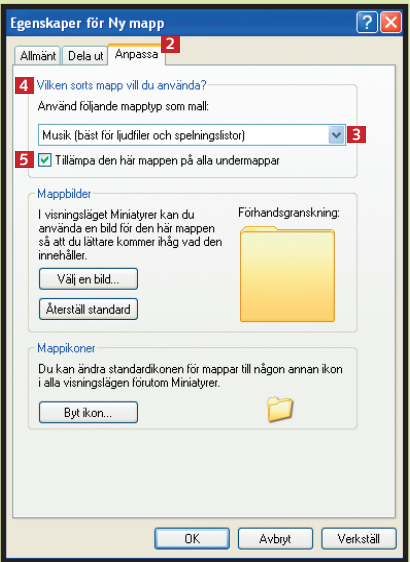 Egenskaper för Ny mapp
Allmänt Dela ut Anpassa 2
4 Vilken sorts mapp vill du använda?
Använd följande mapptyp som mall:
Musik (bäst för ljudfiler och spelningslistor) 3
5 Tillämpa den här mappen på alla undermappar
Mappbilder
I visningsläget Miniatyrer kan du
använda en bild för den här mappen
så att du lättare kommer ihåg vad den
innehåller.
Förhandsgranskning:
Välj en bild...
Återställ standard
Mappikoner
Du kan ändra standardikonen för mappar till någon annan ikon
i alla visningslägen förutom Miniatyrer.
Byt ikon...
OK Avbryt Verkställ